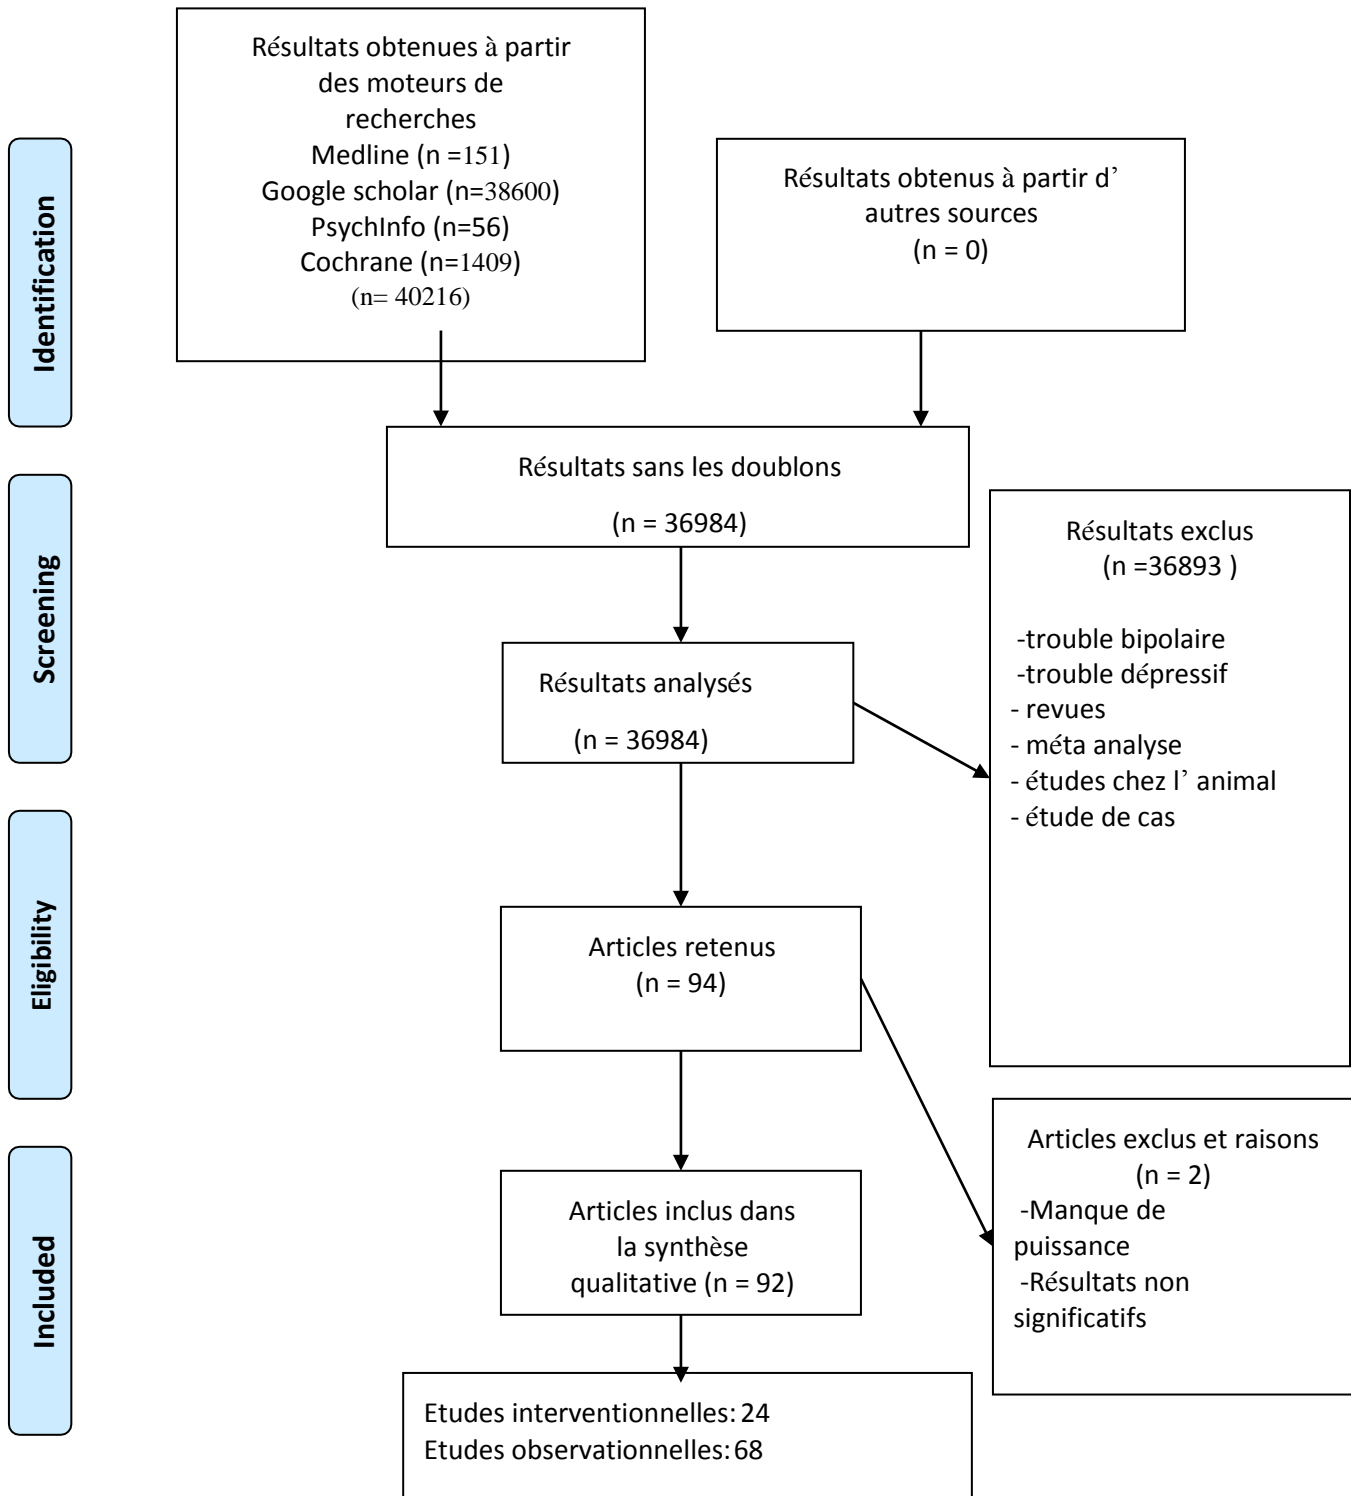 Identification
Résultats obtenues à partir
des moteurs de
recherches
Medline (n =151)
Google scholar (n=38600)
PsychInfo (n=56)
Cochrane (n=1409)
(n= 40216)
Résultats obtenus à partir d’
autres sources
(n = 0)
Résultats sans les doublons
(n = 36984)
Screening
Résultats analysés
(n = 36984)
Résultats exclus
(n =36893 )
-trouble bipolaire
-trouble dépressif
- revues
- méta analyse
- études chez l’ animal
- étude de cas
Eligibility
Articles retenus
(n = 94)
Articles exclus et raisons
(n = 2)
-Manque de
puissance
-Résultats non
significatifs
Included
Articles inclus dans
la synthèse
qualitative (n = 92)
Etudes interventionnelles: 24
Etudes observationnelles: 68